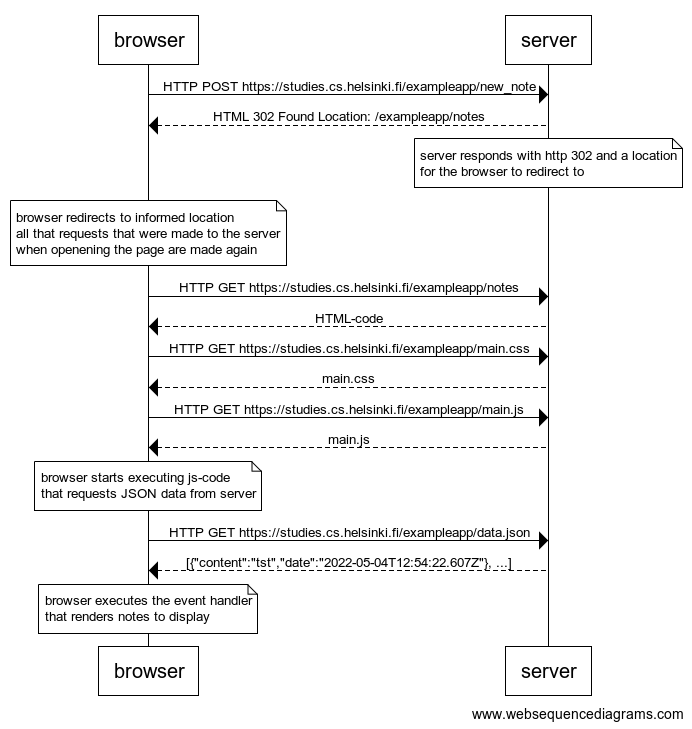 browser
server
HTTP POST https://studies.cs.helsinki.fi/exampleapp/new_note
HTML 302 Found Location: /exampleapp/notes
server responds with http 302 and a location
for the browser to redirect to
browser redirects to informed location
all that requests that were made to the server
when openening the page are made again
HTTP GET https://studies.cs.helsinki.fi/exampleapp/notes
HTML-code
HTTP GET https://studies.cs.helsinki.fi/exampleapp/main.css
main.css
HTTP GET https://studies.cs.helsinki.fi/exampleapp/main.js
main.js
browser starts executing js-code
that requests JSON data from server
HTTP GET https://studies.cs.helsinki.fi/exampleapp/data.json
[{"content":"tst","date":"2022-05-04T12:54:22.607Z"}, ...]
browser executes the event handler
that renders notes to display
browser
server
www.websequencediagrams.com